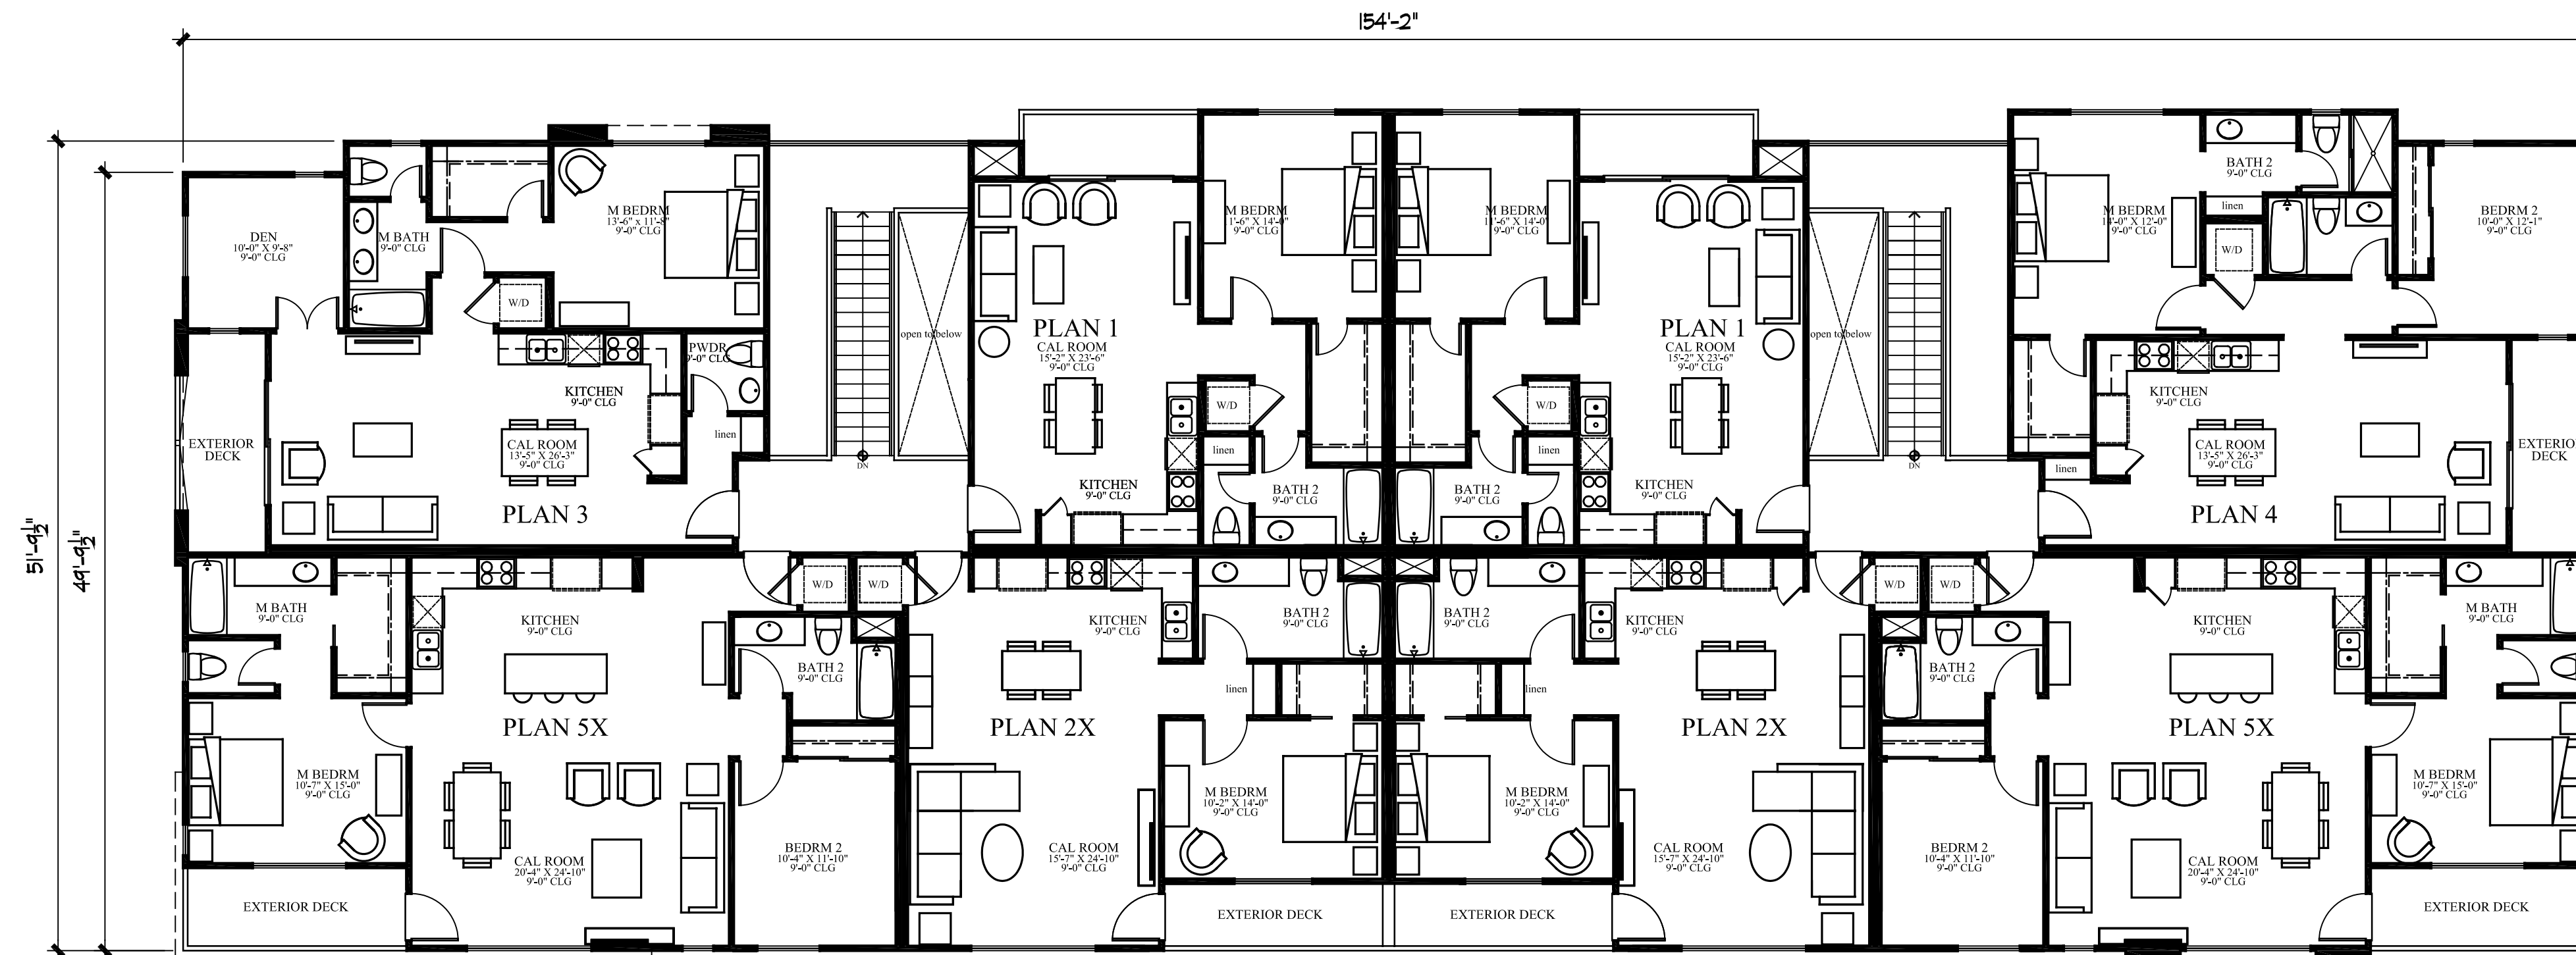 154'-2"
51'-9½"
49'-9½"
DEN
10'-0" X 9'-8"
9'-0" CLG
M BATH
9'-0" CLG
M BEDRM
13'-6" x 11'-8"
9'-0" CLG
W/D
PWDR
9'-0" CLG
KITCHEN
9'-0" CLG
linen
EXTERIOR
DECK
CAL ROOM
13'-5" X 26'-3"
9'-0" CLG
PLAN 3
DN
open to below
PLAN 1
CAL ROOM
15'-2" X 23'-6"
9'-0" CLG
M BEDRM
11'-6" X 14'-0"
9'-0" CLG
W/D
linen
KITCHEN
9'-0" CLG
BATH 2
9'-0" CLG
M BEDRM
11'-6" X 14'-0"
9'-0" CLG
PLAN 1
CAL ROOM
15'-2" X 23'-6"
9'-0" CLG
W/D
linen
BATH 2
9'-0" CLG
KITCHEN
9'-0" CLG
open to below
DN
M BEDRM
14'-0" X 12'-0"
9'-0" CLG
BATH 2
9'-0" CLG
linen
W/D
BEDRM 2
10'-0" X 12'-1"
9'-0" CLG
KITCHEN
9'-0" CLG
CAL ROOM
13'-5" X 26'-3"
9'-0" CLG
linen
EXTERIO
DECK
PLAN 4
M BATH
9'-0" CLG
KITCHEN
9'-0" CLG
W/D
W/D
BATH 2
9'-0" CLG
PLAN 5X
M BEDRM
10'-7" X 15'-0"
9'-0" CLG
CAL ROOM
20'-4" X 24'-10"
9'-0" CLG
BEDRM 2
10'-4" X 11'-10"
9'-0" CLG
EXTERIOR DECK
KITCHEN
9'-0" CLG
BATH 2
9'-0" CLG
linen
PLAN 2X
M BEDRM
10'-2" X 14'-0"
9'-0" CLG
CAL ROOM
15'-7" X 24'-10"
9'-0" CLG
EXTERIOR DECK
BATH 2
9'-0" CLG
KITCHEN
9'-0" CLG
linen
PLAN 2X
M BEDRM
10'-2" X 14'-0"
9'-0" CLG
CAL ROOM
15'-7" X 24'-10"
9'-0" CLG
EXTERIOR DECK
W/D
W/D
BATH 2
9'-0" CLG
KITCHEN
9'-0" CLG
M BATH
9'-0" CLG
PLAN 5X
M BEDRM
10'-7" X 15'-0"
9'-0" CLG
BEDRM 2
10'-4" X 11'-10"
9'-0" CLG
CAL ROOM
20'-4" X 24'-10"
9'-0" CLG
EXTERIOR DECK